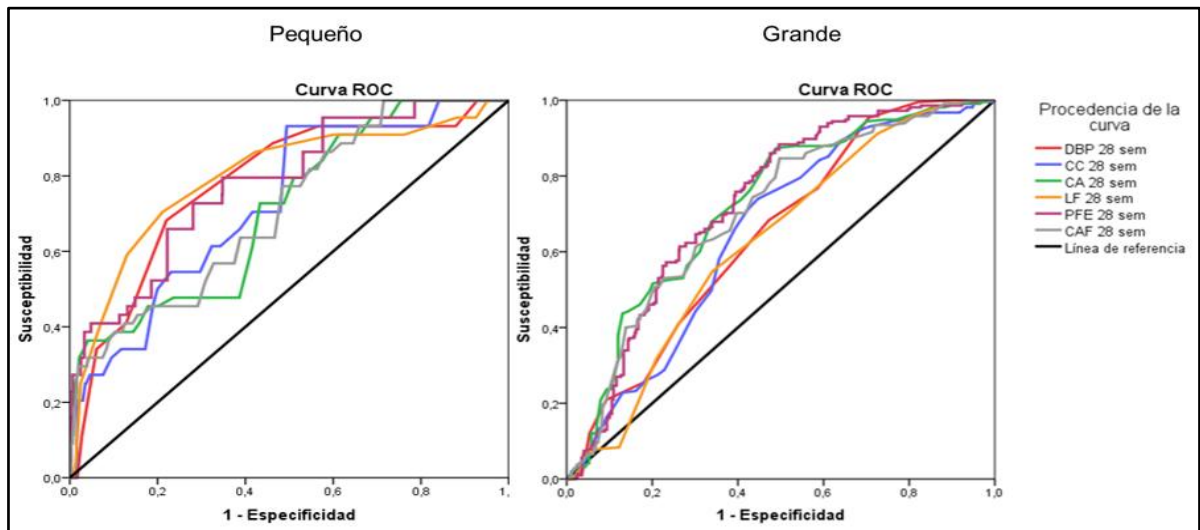 Pequeño
Grande
Curva ROC
1,0
0,8
0,6
0,4
0,2
0,0
Susceptibilidad
0,0 0,2 0,4 0,6 0,8 1,
1 - Especificidad
Curva ROC
1,0
0,8
0,6
0,4
0,2
0,0
Susceptibilidad
0,0 0,2 0,4 0,6 0,8 1,0
1 - Especificidad
Procedencia de la
curva
DBP 28 sem
CC 28 sem
CA 28 sem
LF 28 sem
PFE 28 sem
CAF 28 sem
Línea de referencia